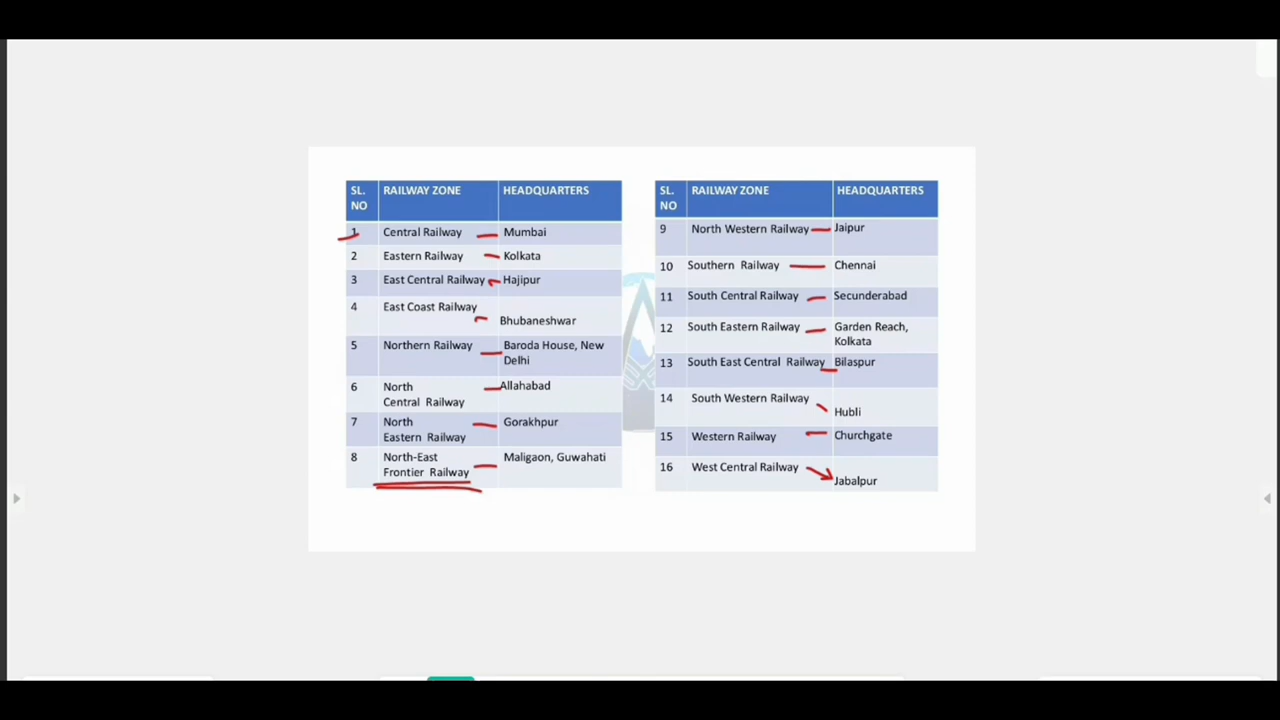 SL. NO RAILWAY ZONE HEADQUARTERS
1 Central Railway Mumbai
2 Eastern Railway Kolkata
3 East Central Railway Hajipur
4 East Coast Railway Bhubaneshwar
5 Northern Railway Baroda House, New
Delhi
6 North Allahabad
Central Railway
7 North Gorakhpur
Eastern Railway
8 North-East Maligaon, Guwahati
Frontier Railway
SL. NO RAILWAY ZONE HEADQUARTERS
9 North Western Railway Jaipur
10 Southern Railway Chennai
11 South Central Railway Secunderabad
12 South Eastern Railway Garden Reach,
Kolkata
13 South East Central Railway Bilaspur
14 South Western Railway Hubli
15 Western Railway Churchgate
16 West Central Railway Jabalpur